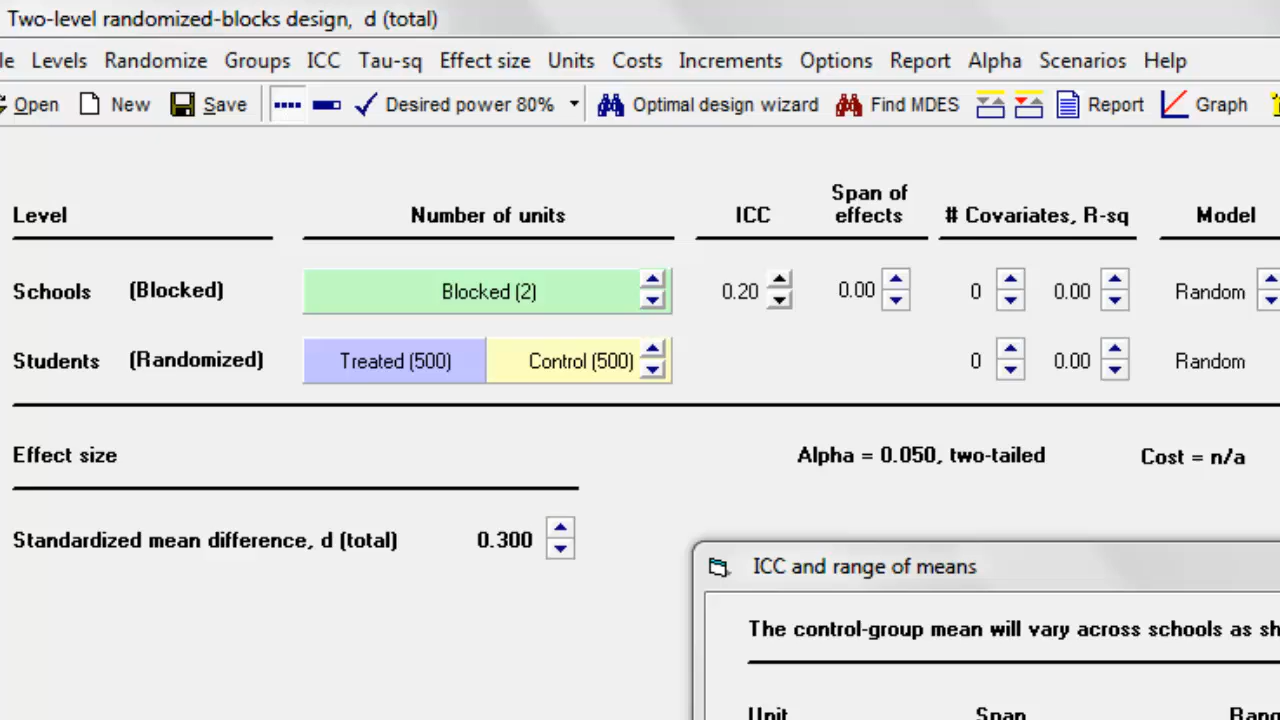 Two-level randomized-blocks design, d (total)
le Levels Randomize Groups ICC Tau-sq Effect size Units Costs Increments Options Report Alpha Scenarios Help
Open New Save Desired power 80% Optimal design wizard Find MDES Report Graph
Level Number of units ICC Span of effects # Covariates, R-sq Model
Schools (Blocked) Blocked (2) 0.20 0.00 0 0.00 Random
Students (Randomized) Treated (500) Control (500) 0 0.00 Random
Effect size Alpha = 0.050, two-tailed Cost = n/a
Standardized mean difference, d (total) 0.300
ICC and range of means
The control-group mean will vary across schools as sh
Unit Span Rang